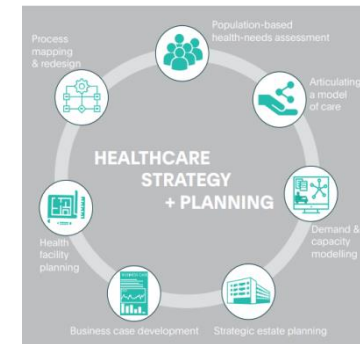 Population-based
health-needs assessment
Articulating
a model
of care
Demand &
capacity
modelling
Strategic estate planning
Business case development
Health
facility
planning
Process
mapping
& redesign
HEALTHCARE
STRATEGY
+ PLANNING